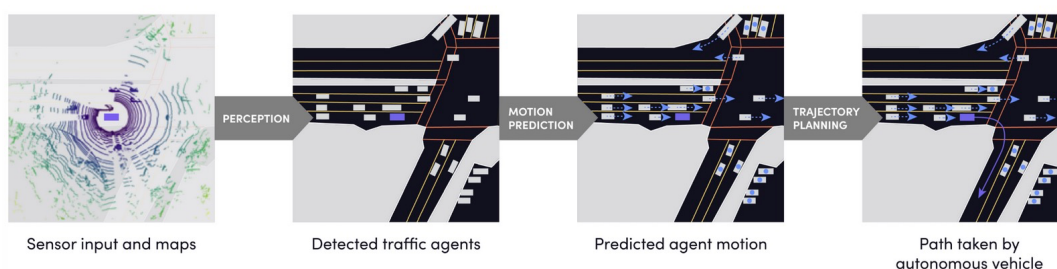 PERCEPTION
MOTION
PREDICTION
TRAJECTORY
PLANNING
Sensor input and maps
Detected traffic agents
Predicted agent motion
Path taken by
autonomous vehicle